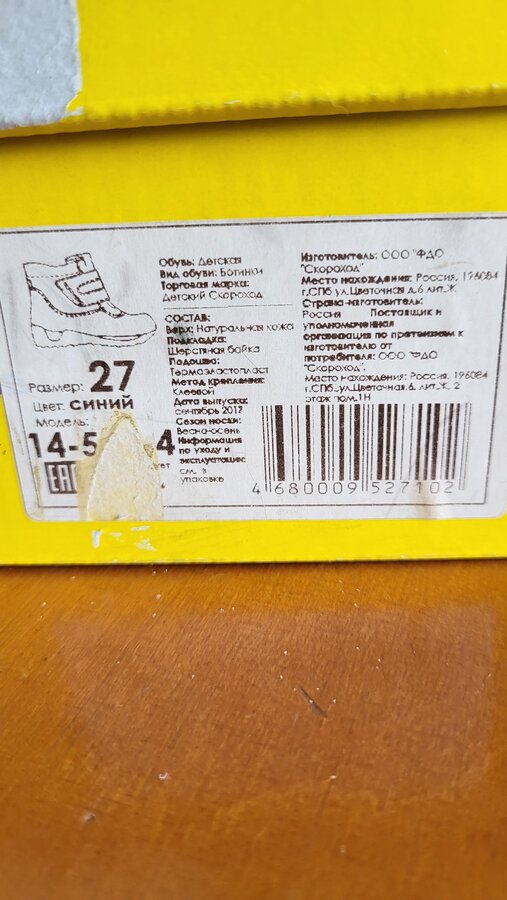 Размер: 27
Цвет: СИНИЙ
Модель:
14-5 4
EAC
Обувь: Детская
Вид обуви: Ботинки
Торговая марка:
Детский Скороход
СОСТАВ:
Верх: Натуральная кожа
Подкладка:
Шерстяная байка
Подошва:
Термоэластопласт
Метод крепления:
Клеевой
Дата выпуска:
сентябрь 2017
Сезон носки:
Весна-осень
Информация
по уходу и
эксплуатации:
см. в
упаковке
Изготовитель: ООО "ФДО
"Скороход"
Место нахождения: Россия, 196084
г.СПб ,ул.Цветочная д.6 лит.Ж
Страна-изготовитель:
Россия Поставщик и
уполномоченная
организация по претензиям к
изготовителю от
потребителя: ООО "ФДО
"Скороход"
Место нахождения: Россия, 196084
г.СПб.,ул.Цветочная,6, лит.Ж, 2
этаж пом.1Н
4 680009 527102